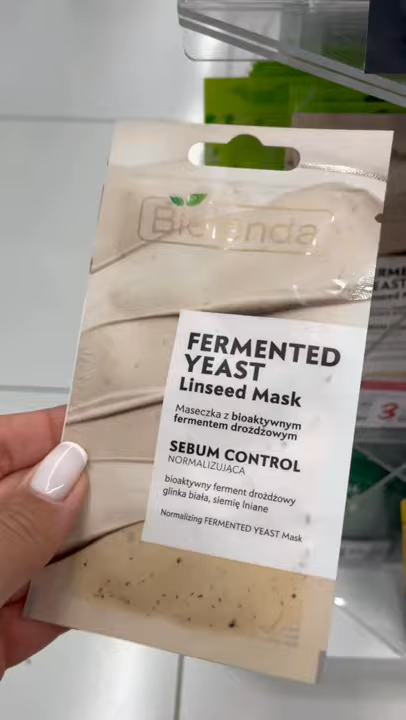 Bielenda
FERMENTED
YEAST
Linseed Mask
Maseczka z bioaktywnym
fermentem drożdżowym
SEBUM CONTROL
NORMALIZUJĄCA
bioaktywny ferment drożdżowy
glinka biała, siemię lniane
Normalizing FERMENTED YEAST Mask
3